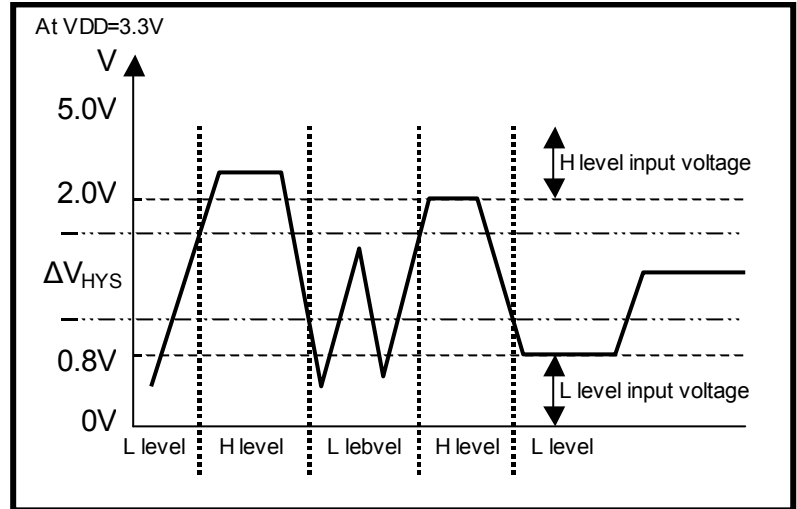 At VDD=3.3V
V
5.0V
H level input voltage
2.0V
ΔVHYS
0.8V
L level input voltage
0V
L level H level L lebvel H level L level